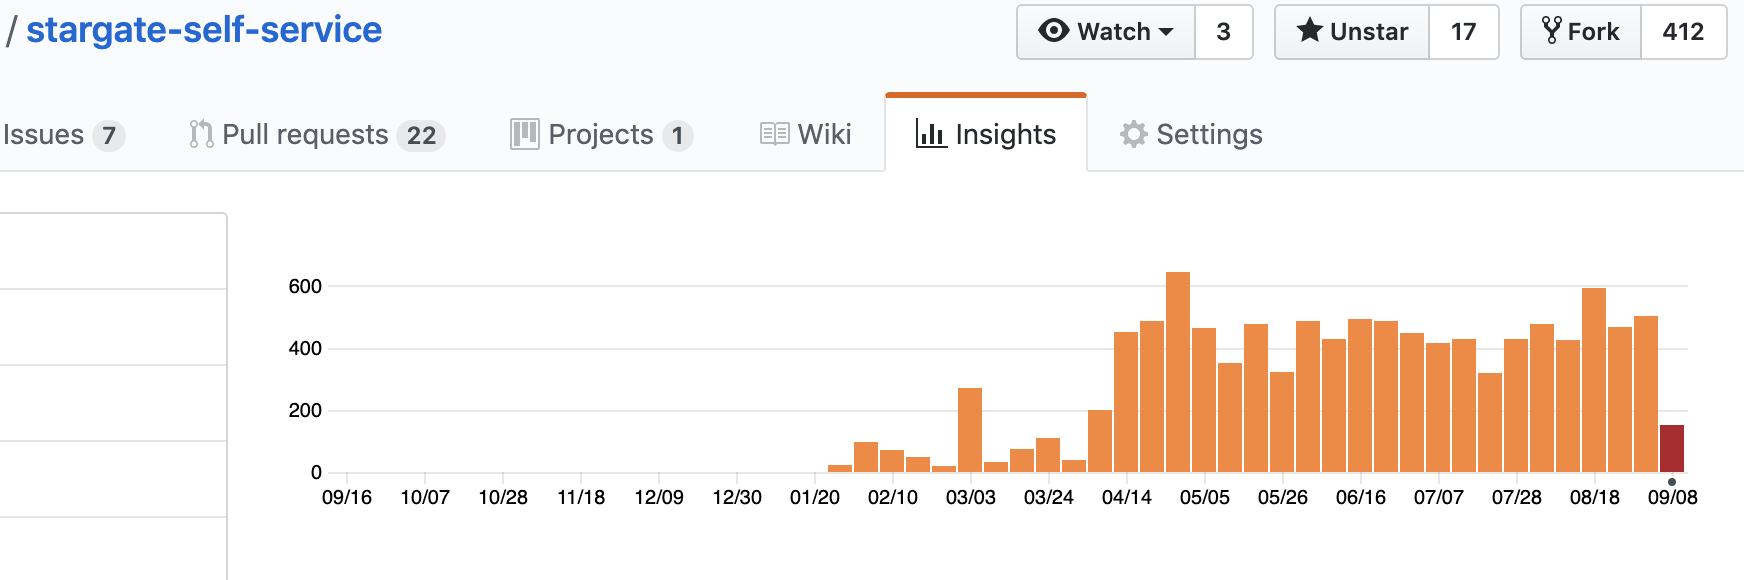 / stargate-self-service
Watch 3 Unstar 17 Fork 412
Issues 7 Pull requests 22 Projects 1 Wiki Insights Settings
600
400
200
0
09/16 10/07 10/28 11/18 12/09 12/30 01/20 02/10 03/03 03/24 04/14 05/05 05/26 06/16 07/07 07/28 08/18 09/08